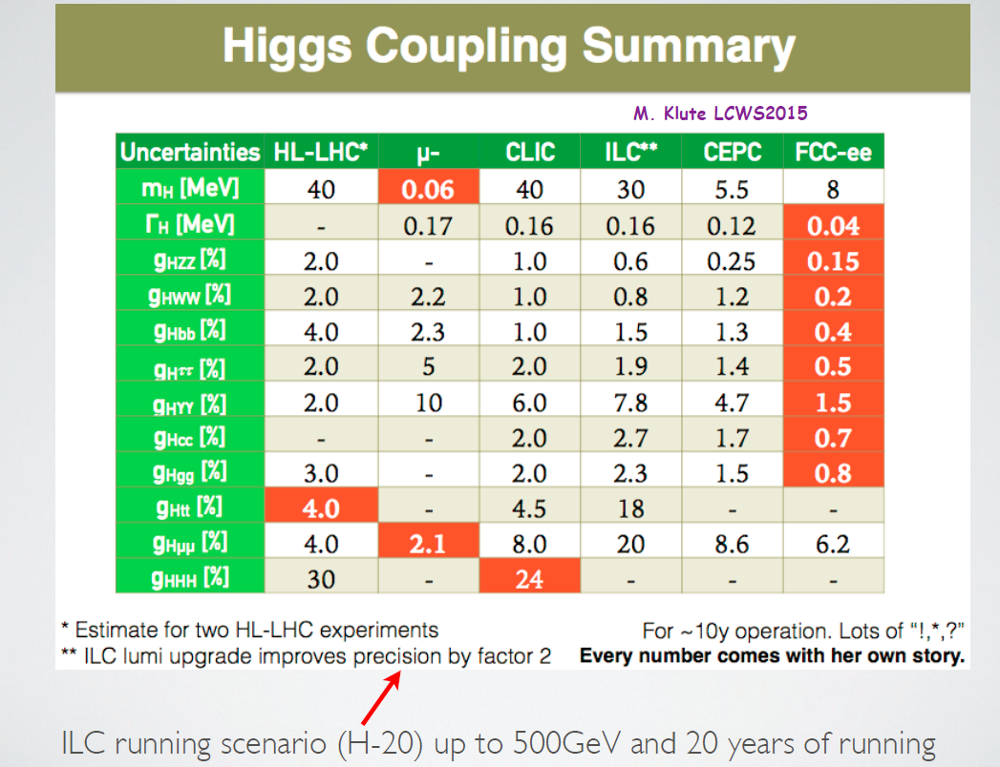 Higgs Coupling Summary
M. Klute LCWS2015
Uncertainties HL-LHC* μ- CLIC ILC** CEPC FCC-ee
mH [MeV] 40 0.06 40 30 5.5 8
ΓH [MeV] - 0.17 0.16 0.16 0.12 0.04
gHZZ [%] 2.0 - 1.0 0.6 0.25 0.15
gHWW [%] 2.0 2.2 1.0 0.8 1.2 0.2
gHbb [%] 4.0 2.3 1.0 1.5 1.3 0.4
gHττ [%] 2.0 5 2.0 1.9 1.4 0.5
gHγγ [%] 2.0 10 6.0 7.8 4.7 1.5
gHcc [%] - - 2.0 2.7 1.7 0.7
gHgg [%] 3.0 - 2.0 2.3 1.5 0.8
gHtt [%] 4.0 - 4.5 18 - -
gHμμ [%] 4.0 2.1 8.0 20 8.6 6.2
gHHH [%] 30 - 24 - - -
* Estimate for two HL-LHC experiments For ~10y operation. Lots of “!,*,?”
** ILC lumi upgrade improves precision by factor 2 Every number comes with her own story.
ILC running scenario (H-20) up to 500GeV and 20 years of running